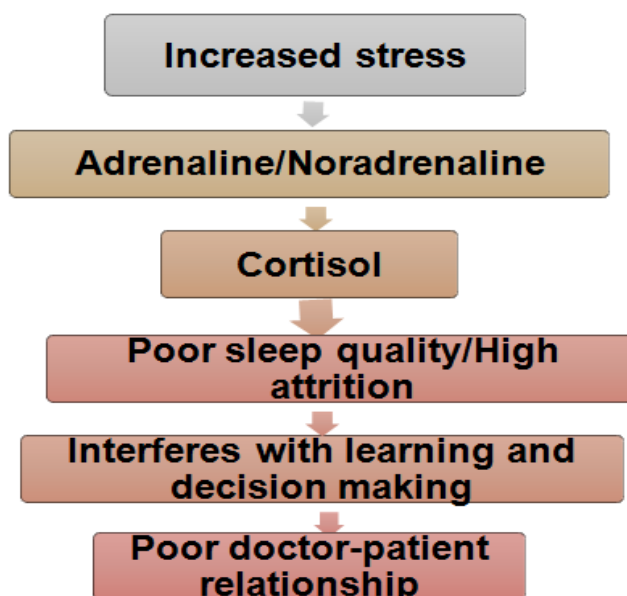 Increased stress
Adrenaline/Noradrenaline
Cortisol
Poor sleep quality/High
attrition
Interferes with learning and
decision making
Poor doctor-patient
relationship